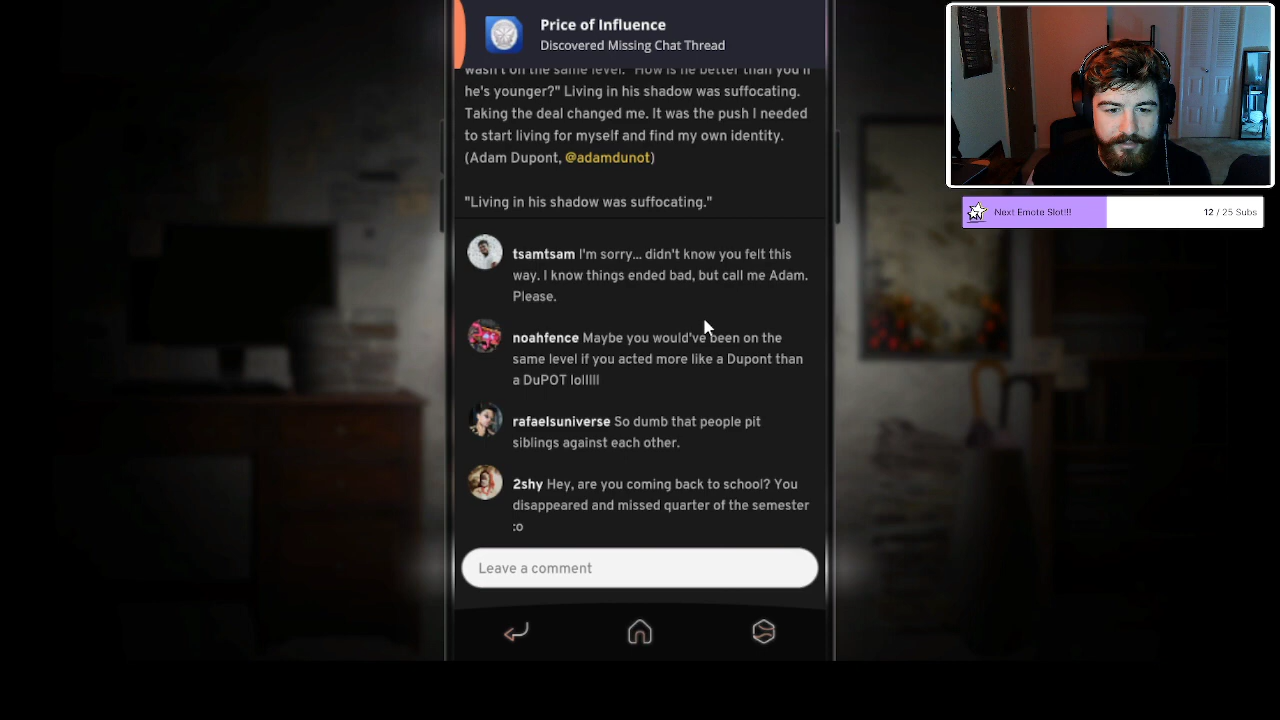 Price of Influence
Discovered Missing Chat Thread
wasn't on the same level. "How is he better than you if
he's younger?" Living in his shadow was suffocating.
Taking the deal changed me. It was the push I needed
to start living for myself and find my own identity.
(Adam Dupont, @adamdunot)
"Living in his shadow was suffocating."
tsamtsam I'm sorry... didn't know you felt this
way. I know things ended bad, but call me Adam.
Please.
noahfence Maybe you would've been on the
same level if you acted more like a Dupont than
a DuPOT lolllll
rafaelsuniverse So dumb that people pit
siblings against each other.
2shy Hey, are you coming back to school? You
disappeared and missed quarter of the semester
:o
Leave a comment
Next Emote Slot!!!
12 / 25 Subs